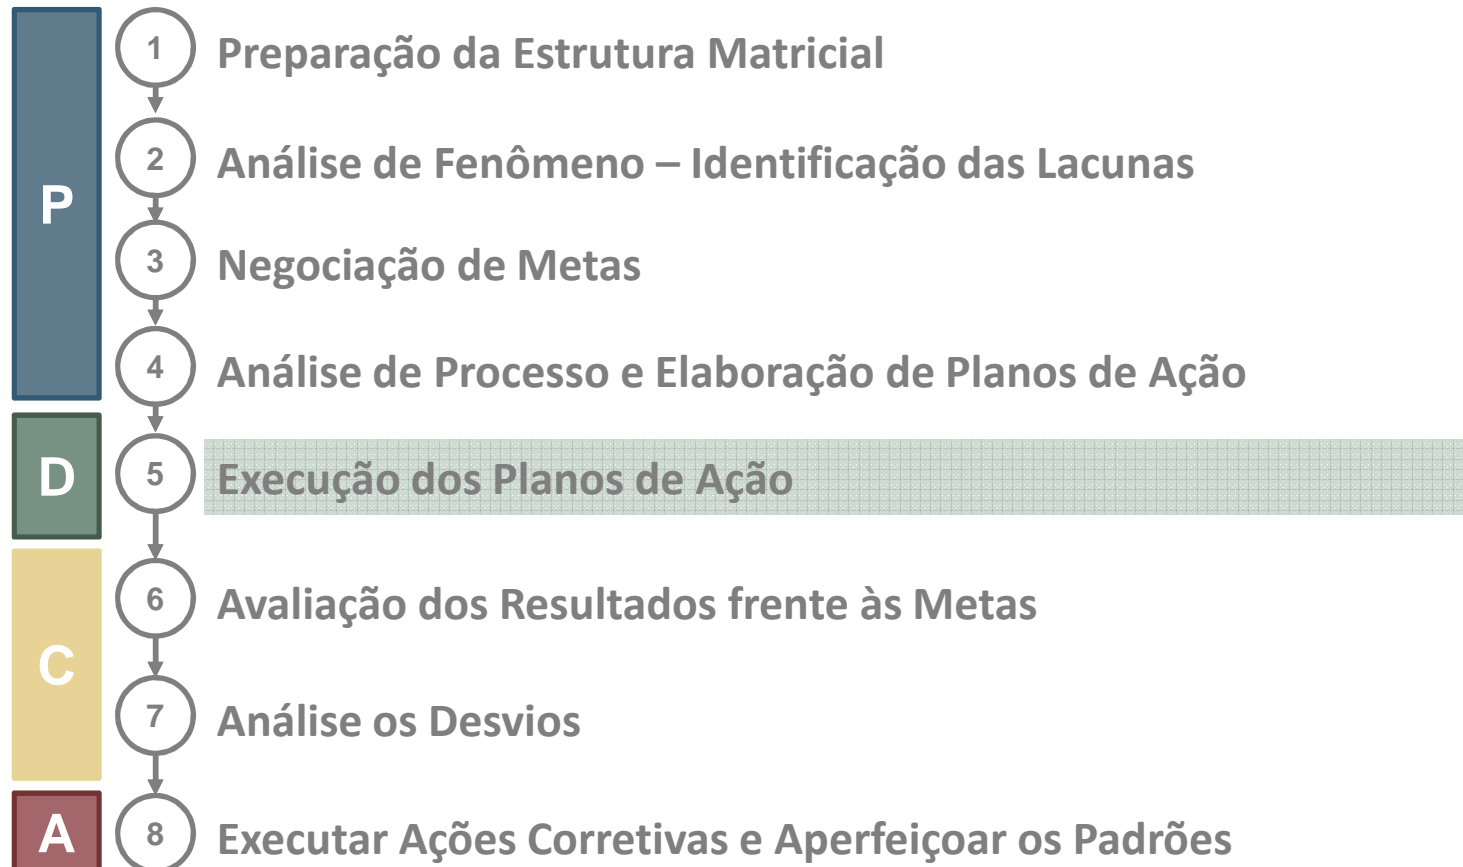 P
1 Preparação da Estrutura Matricial
2 Análise de Fenômeno – Identificação das Lacunas
3 Negociação de Metas
4 Análise de Processo e Elaboração de Planos de Ação
D
5 Execução dos Planos de Ação
C
6 Avaliação dos Resultados frente às Metas
7 Análise os Desvios
A
8 Executar Ações Corretivas e Aperfeiçoar os Padrões